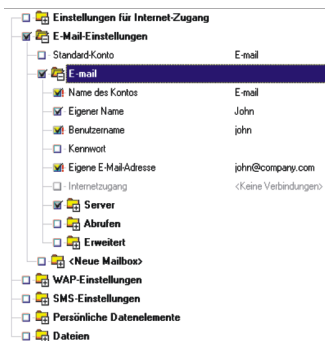 Einstellungen für Internet-Zugang
E-Mail-Einstellungen
Standard-Konto E-mail
E-mail
Name des Kontos E-mail
Eigener Name John
Benutzername john
Kennwort
Eigene E-Mail-Adresse john@company.com
Internetzugang <Keine Verbindungen>
Server
Abrufen
Erweitert
<Neue Mailbox>
WAP-Einstellungen
SMS-Einstellungen
Persönliche Datenelemente
Dateien